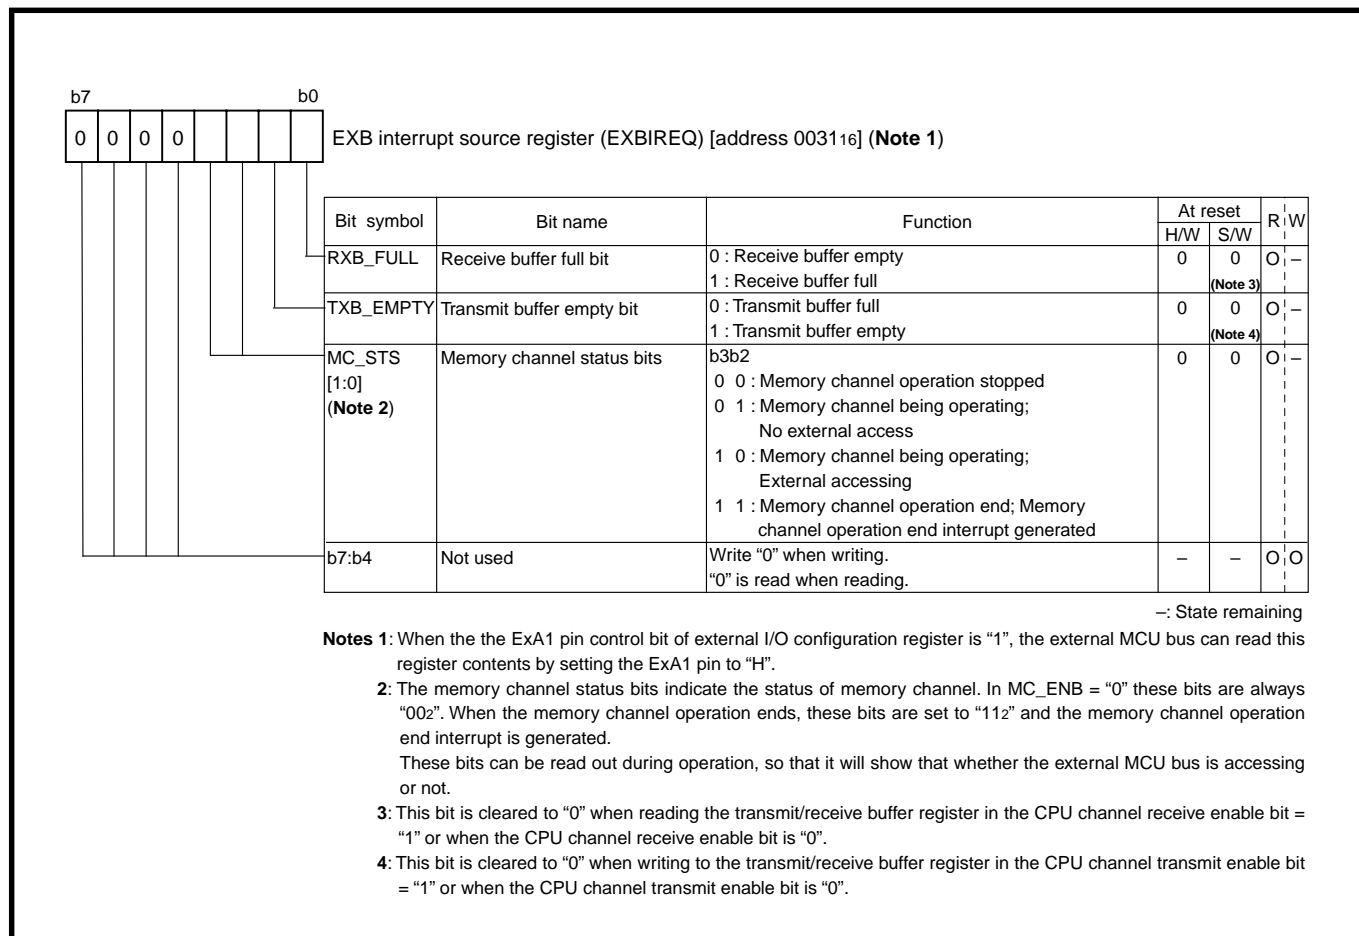 b7 b0
0 0 0 0
EXB interrupt source register (EXBIREQ) [address 003116] (Note 1)
Bit symbol Bit name Function At reset R W
H/W S/W
RXB_FULL Receive buffer full bit 0 : Receive buffer empty 0 0 O –
1 : Receive buffer full (Note 3)
TXB_EMPTY Transmit buffer empty bit 0 : Transmit buffer full 0 0 O –
1 : Transmit buffer empty (Note 4)
MC_STS Memory channel status bits b3b2 0 0 O –
[1:0] 0 0 : Memory channel operation stopped
(Note 2) 0 1 : Memory channel being operating;
No external access
1 0 : Memory channel being operating;
External accessing
1 1 : Memory channel operation end; Memory
channel operation end interrupt generated
b7:b4 Not used Write “0” when writing. – – O O
“0” is read when reading.
–: State remaining
Notes 1: When the the ExA1 pin control bit of external I/O configuration register is “1”, the external MCU bus can read this
register contents by setting the ExA1 pin to “H”.
2: The memory channel status bits indicate the status of memory channel. In MC_ENB = “0” these bits are always
“002”. When the memory channel operation ends, these bits are set to “112” and the memory channel operation
end interrupt is generated.
These bits can be read out during operation, so that it will show that whether the external MCU bus is accessing
or not.
3: This bit is cleared to “0” when reading the transmit/receive buffer register in the CPU channel receive enable bit =
“1” or when the CPU channel receive enable bit is “0”.
4: This bit is cleared to “0” when writing to the transmit/receive buffer register in the CPU channel transmit enable bit
= “1” or when the CPU channel transmit enable bit is “0”.